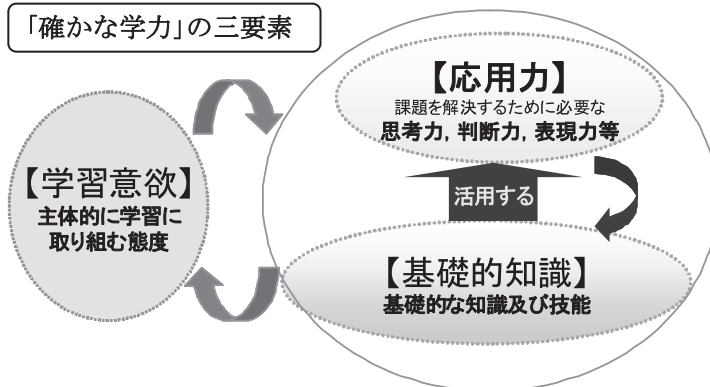 「確かな学力」の三要素
【応用力】
課題を解決するために必要な
思考力，判断力，表現力等
【学習意欲】
主体的に学習に
取り組む態度
活用する
【基礎的知識】
基礎的な知識及び技能